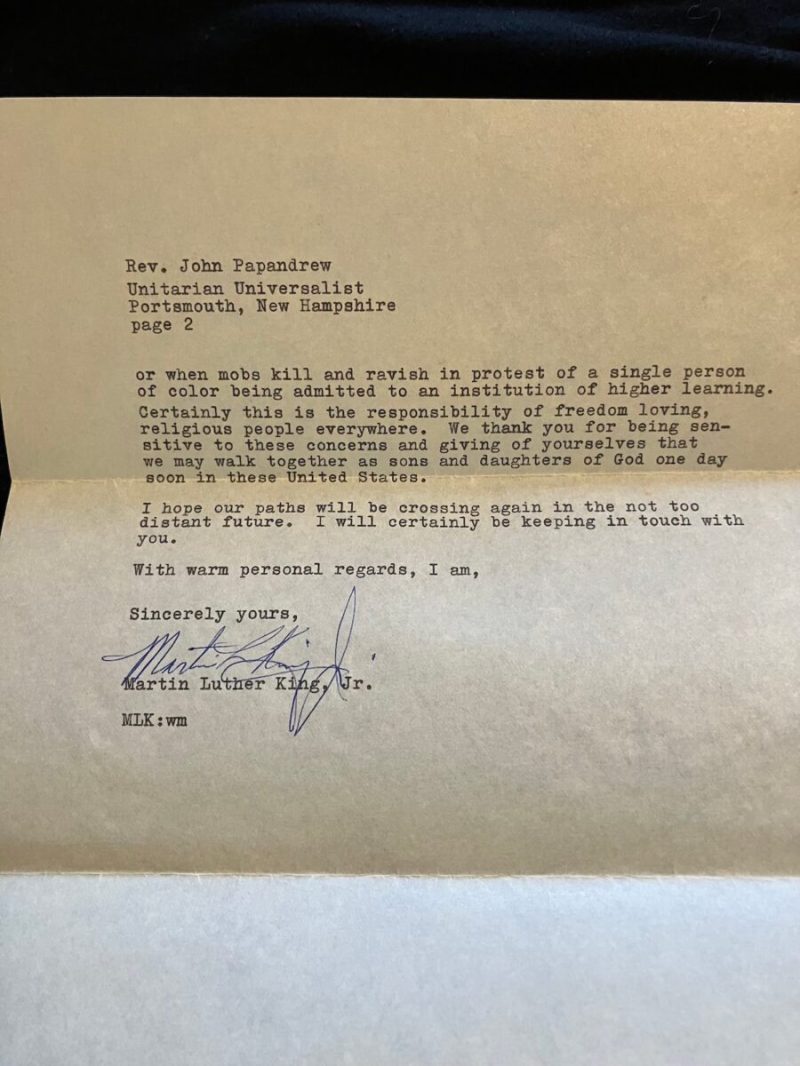 Rev. John Papandrew
Unitarian Universalist
Portsmouth, New Hampshire
page 2
or when mobs kill and ravish in protest of a single person
of color being admitted to an institution of higher learning.
Certainly this is the responsibility of freedom loving,
religious people everywhere. We thank you for being sen-
sitive to these concerns and giving of yourselves that
we may walk together as sons and daughters of God one day
soon in these United States.
I hope our paths will be crossing again in the not too
distant future. I will certainly be keeping in touch with
you.
With warm personal regards, I am,
Sincerely yours,
Martin L. King Jr.
Martin Luther King, Jr.
MLK:wm